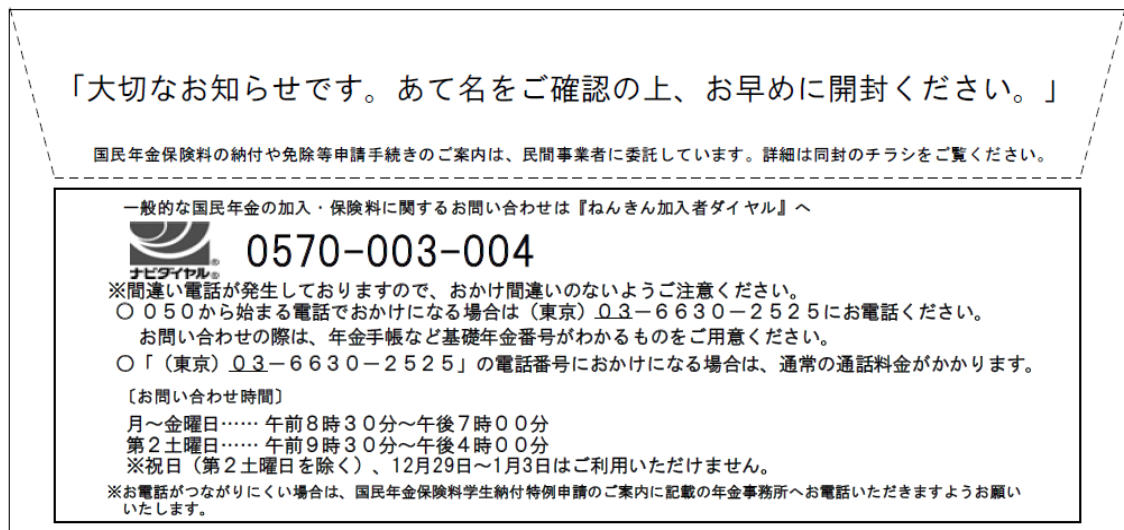 「大切なお知らせです。あて名をご確認の上、お早めに開封ください。」
国民年金保険料の納付や免除等申請手続きのご案内は、民間事業者に委託しています。詳細は同封のチラシをご覧ください。
一般的な国民年金の加入・保険料に関するお問い合わせは『ねんきん加入者ダイヤル』へ
ナビダイヤル® ® 0570-003-004
※間違い電話が発生しておりますので、おかけ間違いのないようご注意ください。
○ ０５０から始まる電話でおかけになる場合は（東京）０３－６６３０－２５２５にお電話ください。
お問い合わせの際は、年金手帳など基礎年金番号がわかるものをご用意ください。
○「（東京）０３－６６３０－２５２５」の電話番号におかけになる場合は、通常の通話料金がかかります。
〔お問い合わせ時間〕
月～金曜日…… 午前８時３０分～午後７時００分
第２土曜日…… 午前９時３０分～午後４時００分
※祝日（第２土曜日を除く）、12月29日～1月3日はご利用いただけません。
※お電話がつながりにくい場合は、国民年金保険料学生納付特例申請のご案内に記載の年金事務所へお電話いただきますようお願い
いたします。